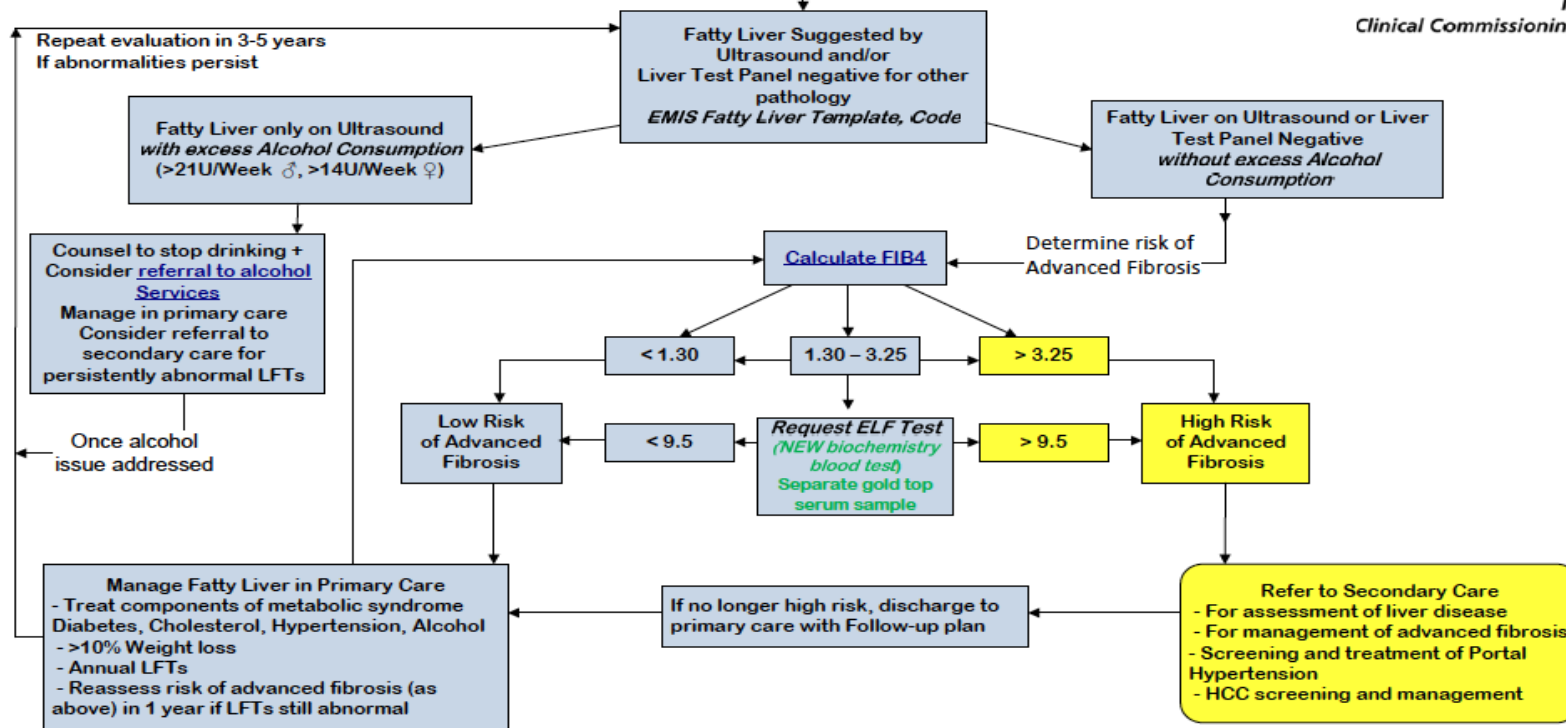 Clinical Commissionin
Repeat evaluation in 3-5 years
If abnormalities persist
Fatty Liver Suggested by
Ultrasound and/or
Liver Test Panel negative for other
pathology
EMIS Fatty Liver Template, Code
Fatty Liver only on Ultrasound
with excess Alcohol Consumption
(>21U/Week ♂, >14U/Week ♀)
Fatty Liver on Ultrasound or Liver
Test Panel Negative
without excess Alcohol
Consumption
Counsel to stop drinking +
Consider referral to alcohol
Services
Manage in primary care
Consider referral to
secondary care for
persistently abnormal LFTs
Calculate FIB4
Determine risk of
Advanced Fibrosis
< 1.30
1.30 – 3.25
> 3.25
Once alcohol
issue addressed
Low Risk
of Advanced
Fibrosis
< 9.5
Request ELF Test
(NEW biochemistry
blood test)
Separate gold top
serum sample
> 9.5
High Risk
of Advanced
Fibrosis
Manage Fatty Liver in Primary Care
- Treat components of metabolic syndrome
Diabetes, Cholesterol, Hypertension, Alcohol
- >10% Weight loss
- Annual LFTs
- Reassess risk of advanced fibrosis (as
above) in 1 year if LFTs still abnormal
If no longer high risk, discharge to
primary care with Follow-up plan
Refer to Secondary Care
- For assessment of liver disease
- For management of advanced fibrosis
- Screening and treatment of Portal
Hypertension
- HCC screening and management